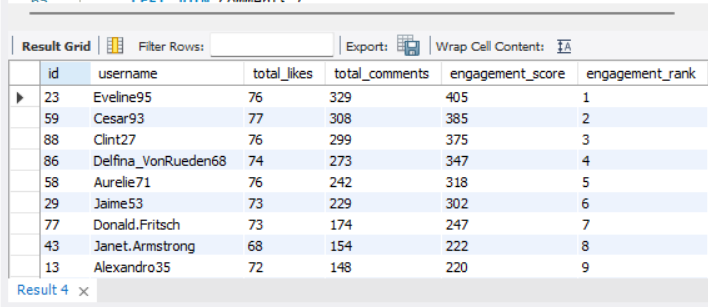 Result Grid Filter Rows: Export: Wrap Cell Content: IA
id username total_likes total_comments engagement_score engagement_rank
23 Eveline95 76 329 405 1
59 Cesar93 77 308 385 2
88 Clint27 76 299 375 3
86 Delfina_VonRueden68 74 273 347 4
58 Aurelie71 76 242 318 5
29 Jaime53 73 229 302 6
77 Donald.Fritsch 73 174 247 7
43 Janet.Armstrong 68 154 222 8
13 Alexandro35 72 148 220 9
Result 4 ×